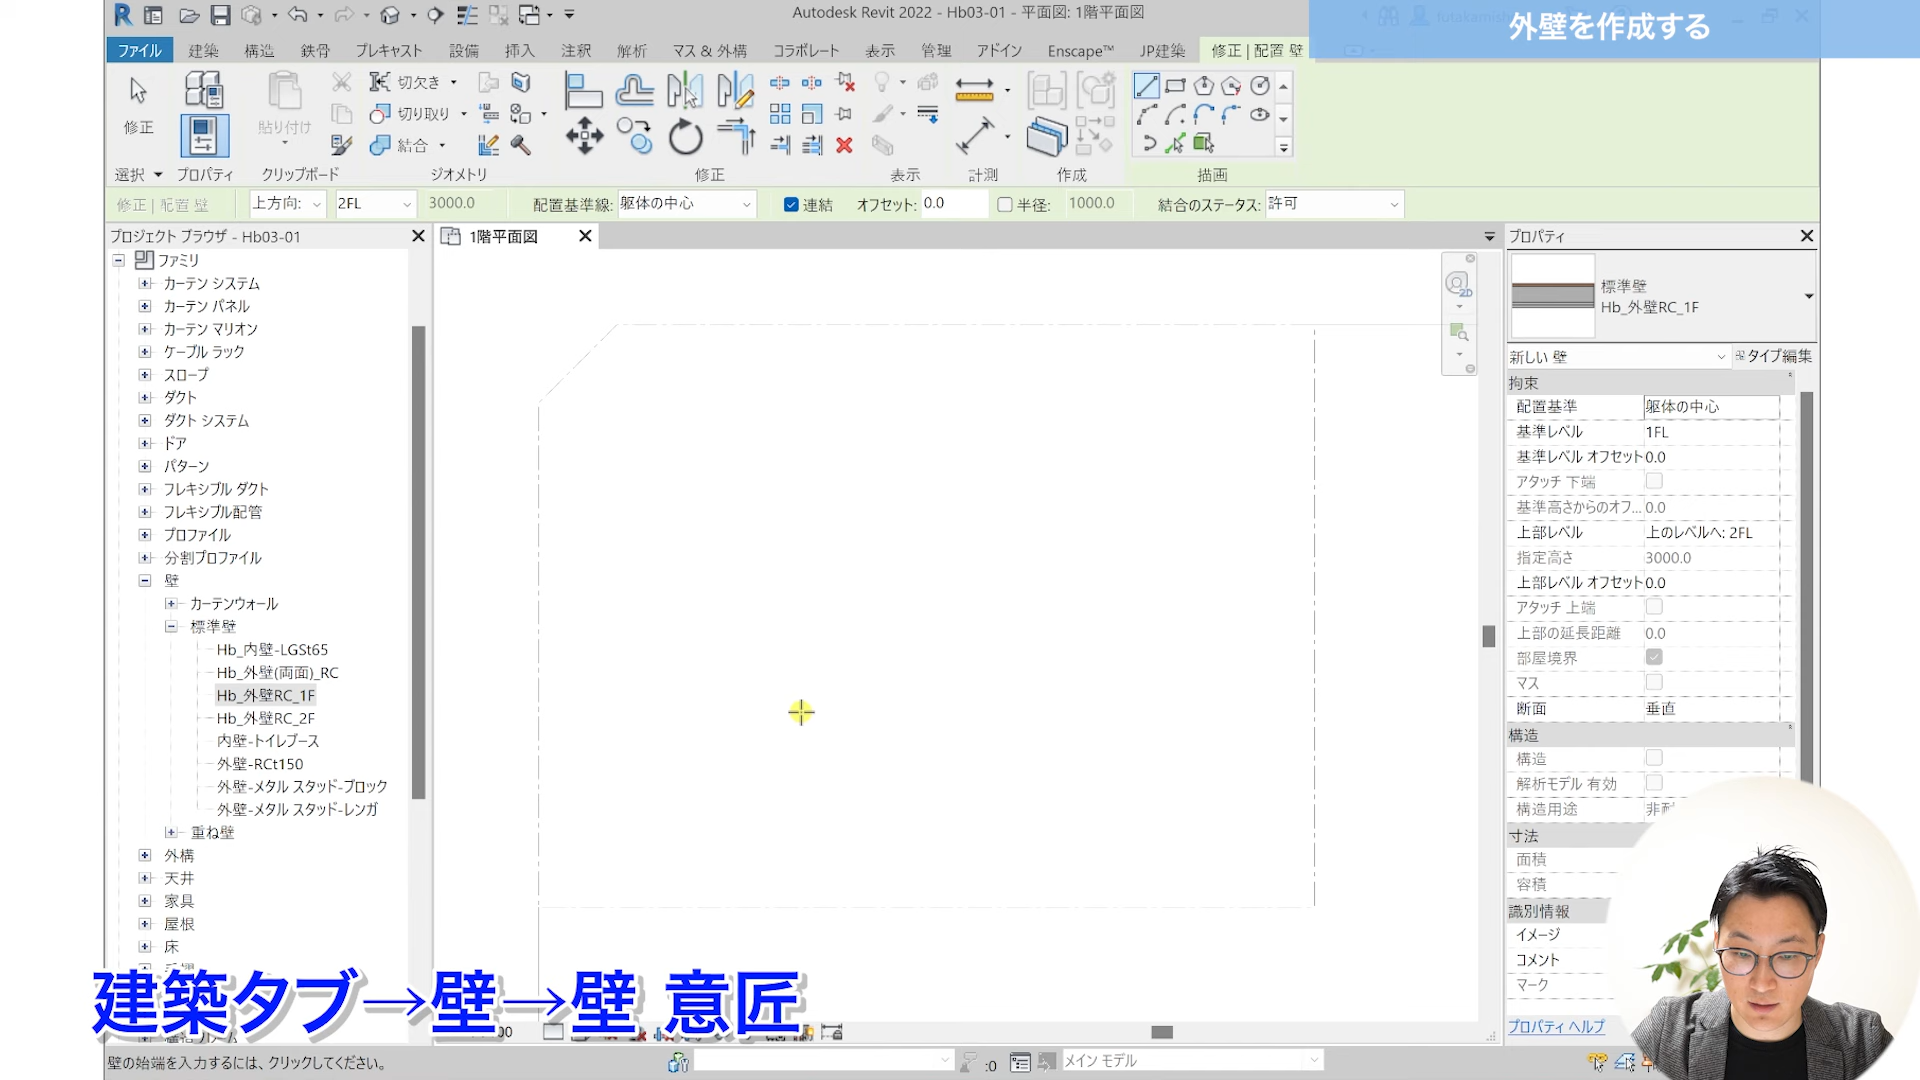 Autodesk Revit 2022 - Hb03-01 - 平面図: 1階平面図
外壁を作成する
ファイル 建築 構造 鉄骨 プレキャスト 設備 挿入 注釈 解析 マス & 外構 コラボレート 表示 管理 アドイン Enscape™ JP建築 修正 | 配置 壁
修正
貼り付け
切欠き
切り取り
結合
選択 プロパティ クリップボード ジオメトリ 修正 表示 計測 作成 描画
修正 | 配置 壁 上方向: 2FL 3000.0 配置基準線: 躯体の中心 連結 オフセット: 0.0 半径: 1000.0 結合のステータス: 許可
プロジェクト ブラウザ - Hb03-01
ファミリ
カーテン システム
カーテン パネル
カーテン マリオン
ケーブル ラック
スロープ
ダクト
ダクト システム
ドア
パターン
フレキシブル ダクト
フレキシブル配管
プロファイル
分割プロファイル
壁
カーテンウォール
標準壁
Hb_内壁-LGSt65
Hb_外壁(両面)_RC
Hb_外壁RC_1F
Hb_外壁RC_2F
内壁-トイレブース
外壁-RCt150
外壁-メタル スタッド-ブロック
外壁-メタル スタッド-レンガ
重ね壁
外構
天井
家具
屋根
床
1階平面図
2D
プロパティ
標準壁
Hb_外壁RC_1F
新しい 壁 タイプ編集
拘束
配置基準 躯体の中心
基準レベル 1FL
基準レベル オフセット 0.0
アタッチ 下端
基準高さからのオフ... 0.0
上部レベル 上のレベルへ: 2FL
指定高さ 3000.0
上部レベル オフセット 0.0
アタッチ 上端
上部の延長距離 0.0
部屋境界
マス
断面 垂直
構造
構造
解析モデル 有効
構造用途 非耐
寸法
面積
容積
識別情報
イメージ
コメント
マーク
プロパティ ヘルプ
建築タブ→壁→壁 意匠
壁の始端を入力するには、クリックしてください。
:0
メイン モデル